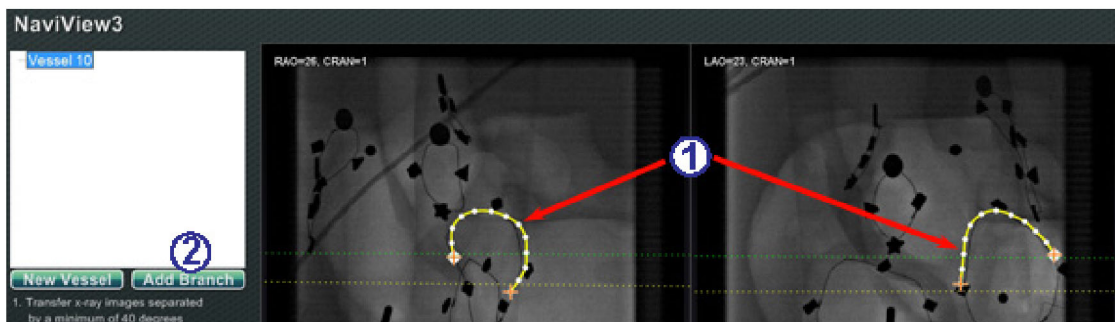 NaviView3
Vessel 10
RAO=26, CRAN=1
LAO=23, CRAN=1
1
2
New Vessel
Add Branch
1. Transfer x-ray images separated
by a minimum of 40 degrees